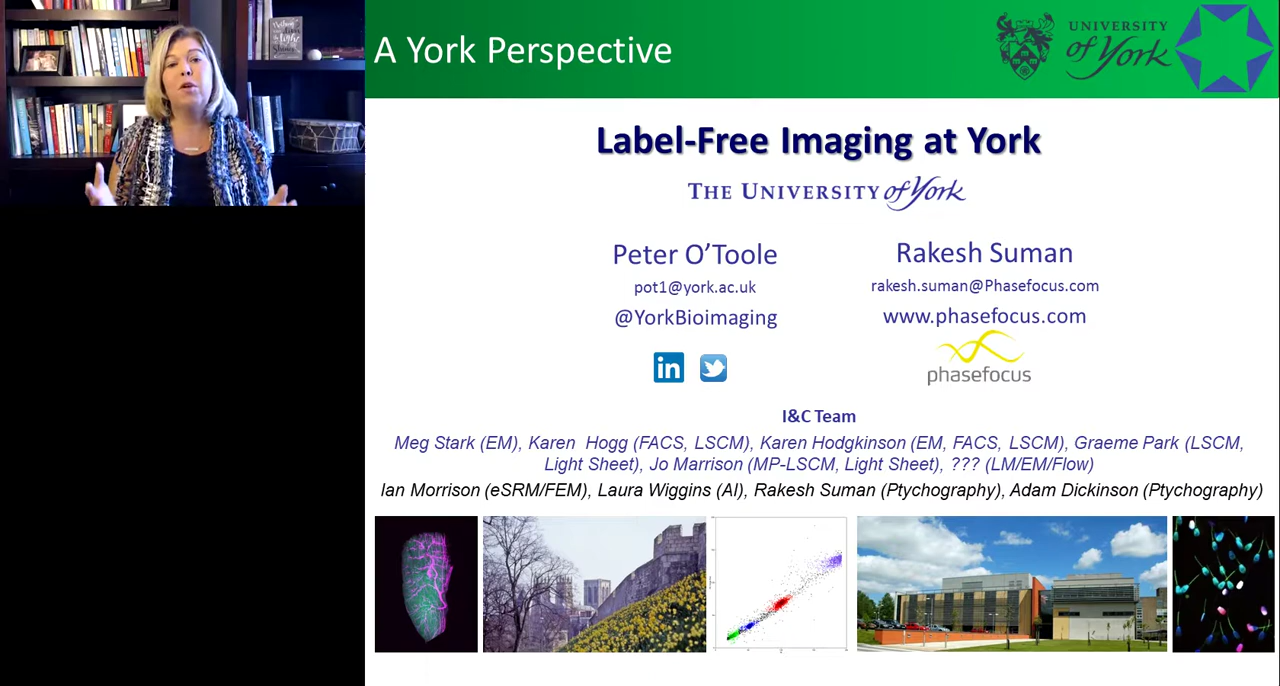 A York Perspective
UNIVERSITY
of York
Label-Free Imaging at York
THE UNIVERSITY of York
Peter O'Toole
pot1@york.ac.uk
@YorkBioimaging
Rakesh Suman
rakesh.suman@Phasefocus.com
www.phasefocus.com
in
phasefocus
I&C Team
Meg Stark (EM), Karen Hogg (FACS, LSCM), Karen Hodgkinson (EM, FACS, LSCM), Graeme Park (LSCM,
Light Sheet), Jo Marrison (MP-LSCM, Light Sheet), ??? (LM/EM/Flow)
Ian Morrison (eSRM/FEM), Laura Wiggins (AI), Rakesh Suman (Ptychography), Adam Dickinson (Ptychography)